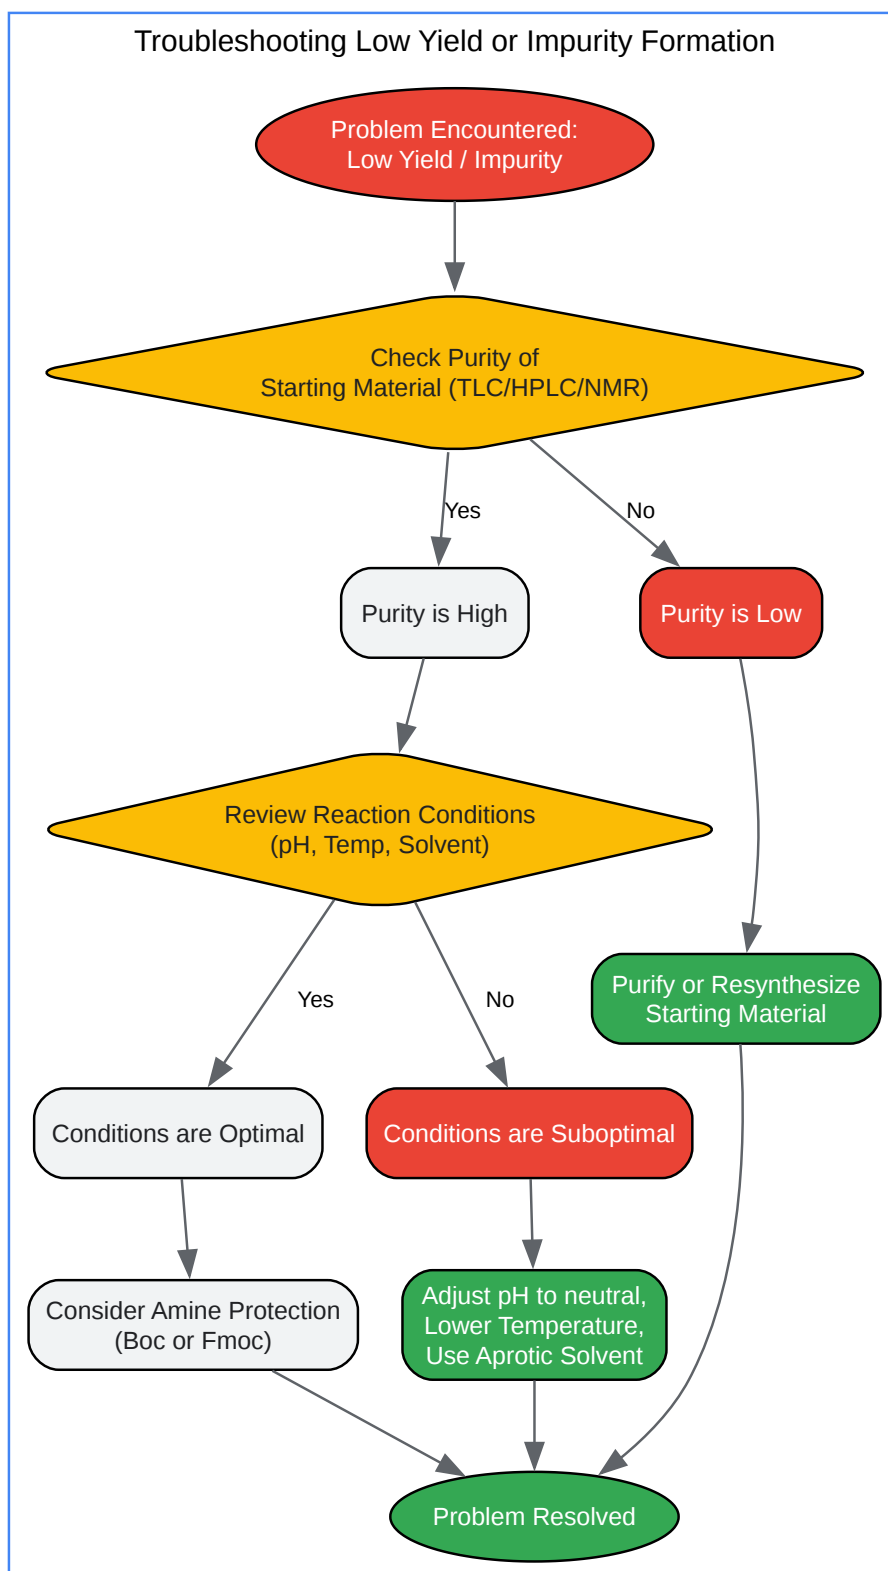 Troubleshooting Low Yield or Impurity Formation
Problem Encountered:
Low Yield / Impurity
Check Purity of
Starting Material (TLC/HPLC/NMR)
Yes
No
Purity is High
Purity is Low
Review Reaction Conditions
(pH, Temp, Solvent)
Yes
No
Purify or Resynthesize
Starting Material
Conditions are Optimal
Conditions are Suboptimal
Consider Amine Protection
(Boc or Fmoc)
Adjust pH to neutral,
Lower Temperature,
Use Aprotic Solvent
Problem Resolved